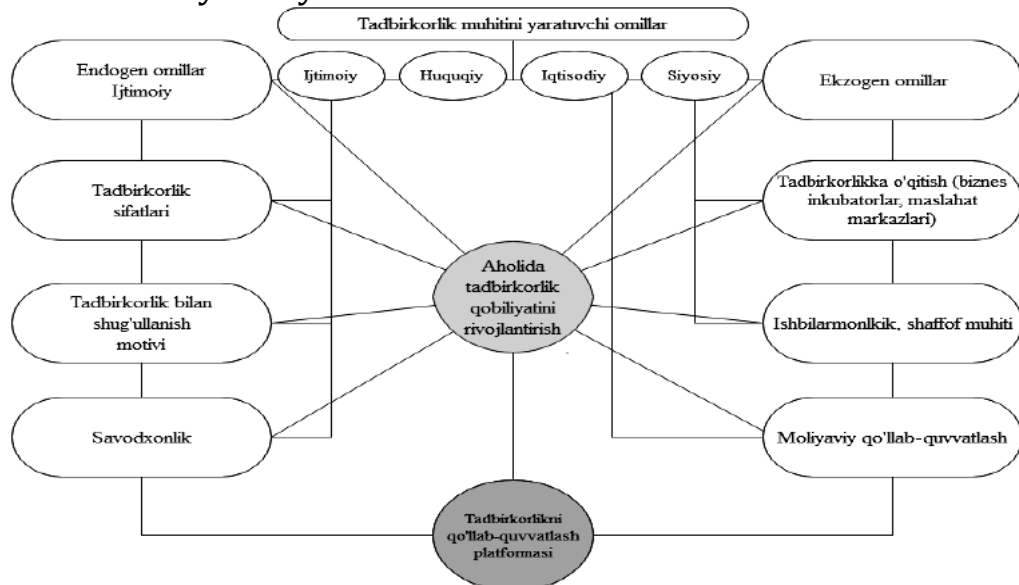 Tadbirkorlik muhitini yaratuvchi omillar
Endogen omillar
Ijtimoiy
Ijtimoiy
Huquqiy
Iqtisodiy
Siyosiy
Ekzogen omillar
Tadbirkorlik
sifatlari
Tadbirkorlikka o'qitish (biznes
inkubatorlar, maslahat
markazlari)
Aholida
tadbirkorlik
qobiliyatini
rivojlantirish
Tadbirkorlik bilan
shug'ullanish
motivi
Ishbilarmonlkik, shaffof muhiti
Savodxonlik
Moliyaviy qo'llab-quvvatlash
Tadbirkorlikni
qo'llab-quvvatlash
platformasi